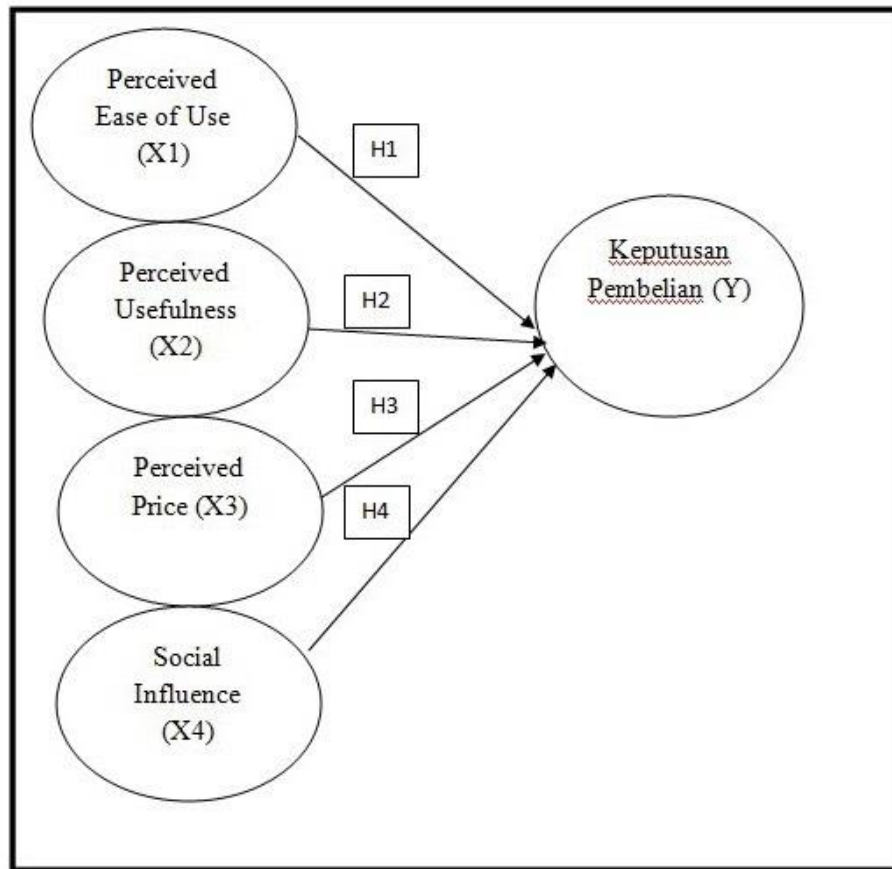 Perceived
Ease of Use
(X1)
H1
Perceived
Usefulness
(X2)
H2
Keputusan
Pembelian (Y)
H3
Perceived
Price (X3)
H4
Social
Influence
(X4)